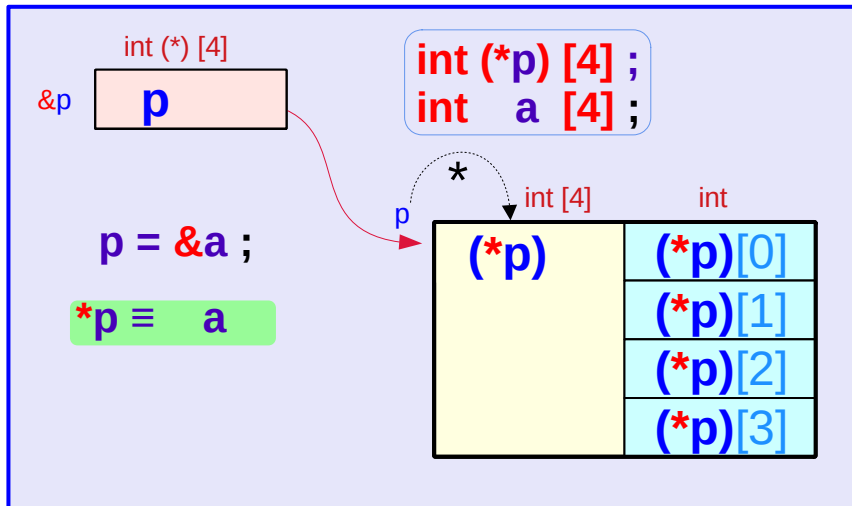 int (*) [4]
&p
p
int (*p) [4] ;
int a [4] ;
*
p
int [4]
int
p = &a ;
*p ≡ a
(*p)
(*p)[0]
(*p)[1]
(*p)[2]
(*p)[3]